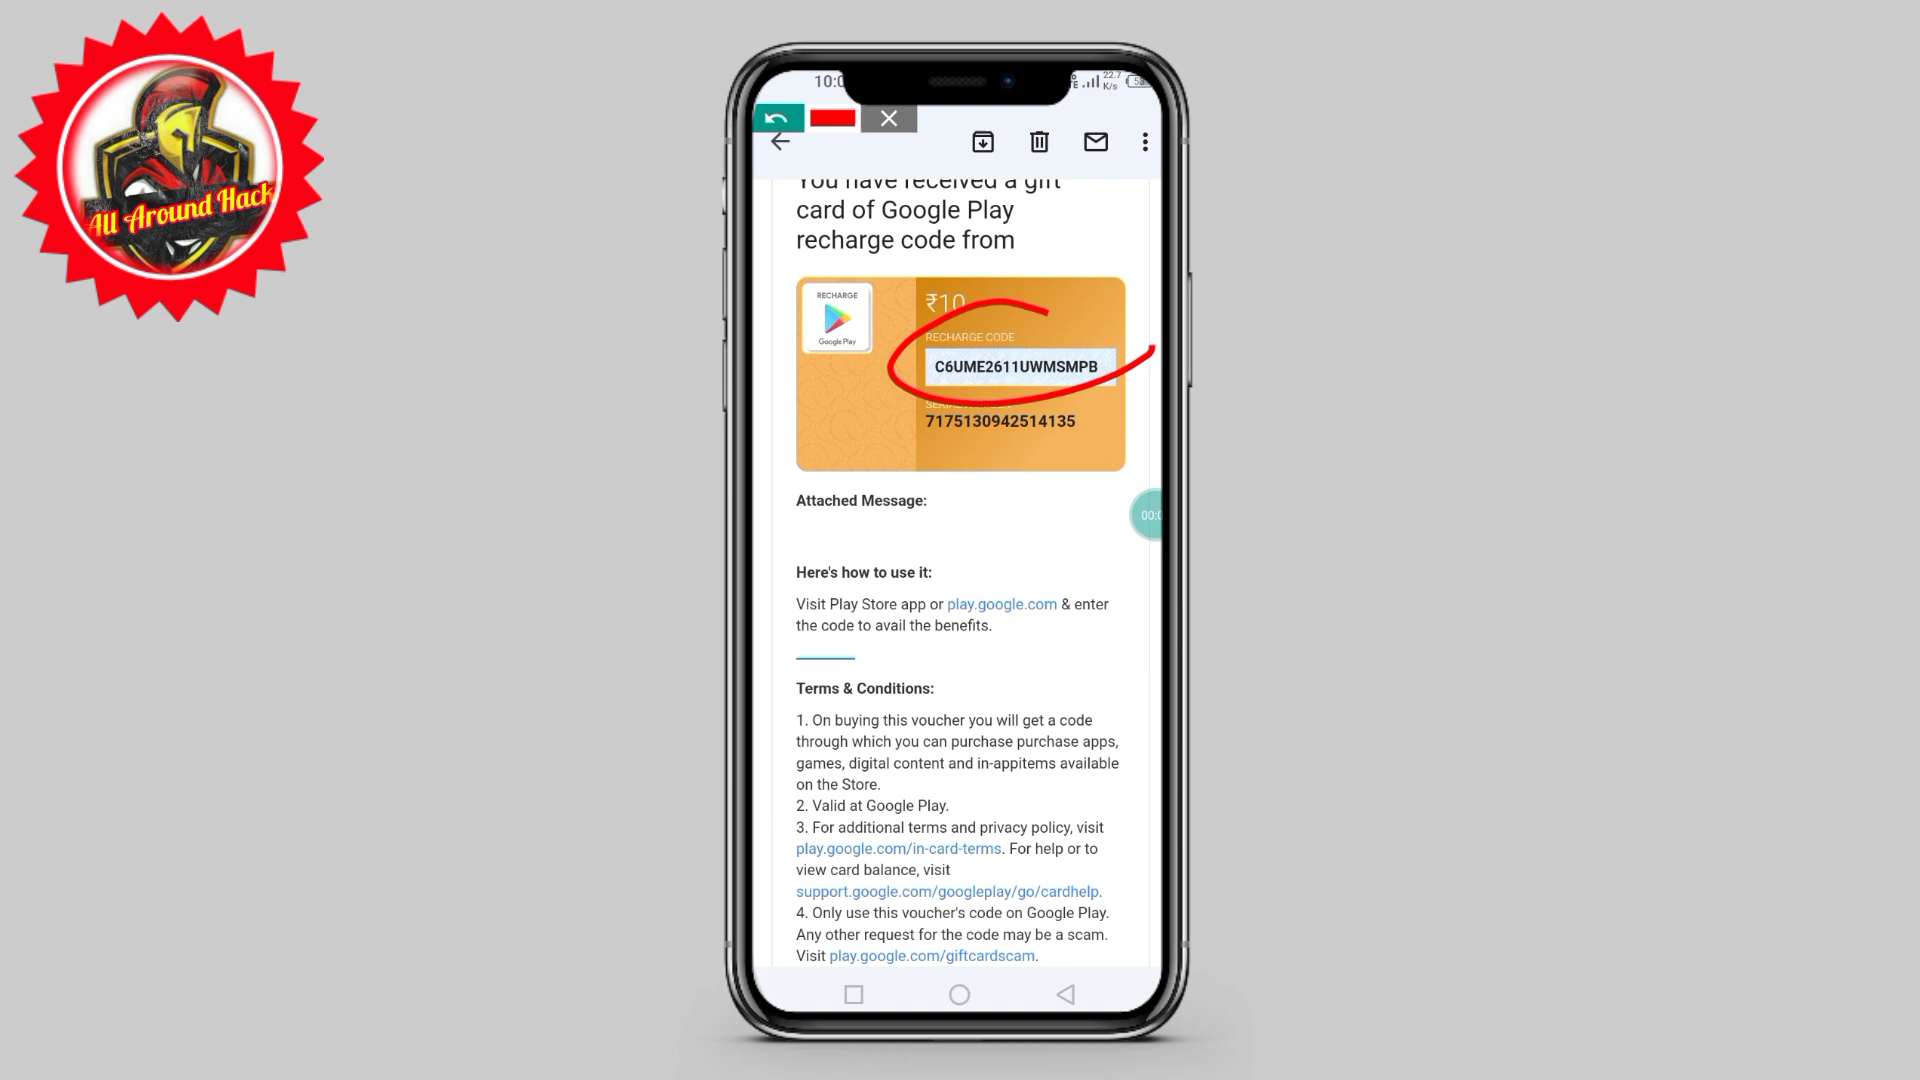 All Around Hack
10:0
22.7
K/s
58
You have received a gift
card of Google Play
recharge code from
RECHARGE
Google Play
₹10
RECHARGE CODE
C6UME2611UWMSMPB
7175130942514135
Attached Message:
00:0
Here's how to use it:
Visit Play Store app or play.google.com & enter
the code to avail the benefits.
Terms & Conditions:
1. On buying this voucher you will get a code
through which you can purchase purchase apps,
games, digital content and in-appitems available
on the Store.
2. Valid at Google Play.
3. For additional terms and privacy policy, visit
play.google.com/in-card-terms. For help or to
view card balance, visit
support.google.com/googleplay/go/cardhelp.
4. Only use this voucher's code on Google Play.
Any other request for the code may be a scam.
Visit play.google.com/giftcardscam.